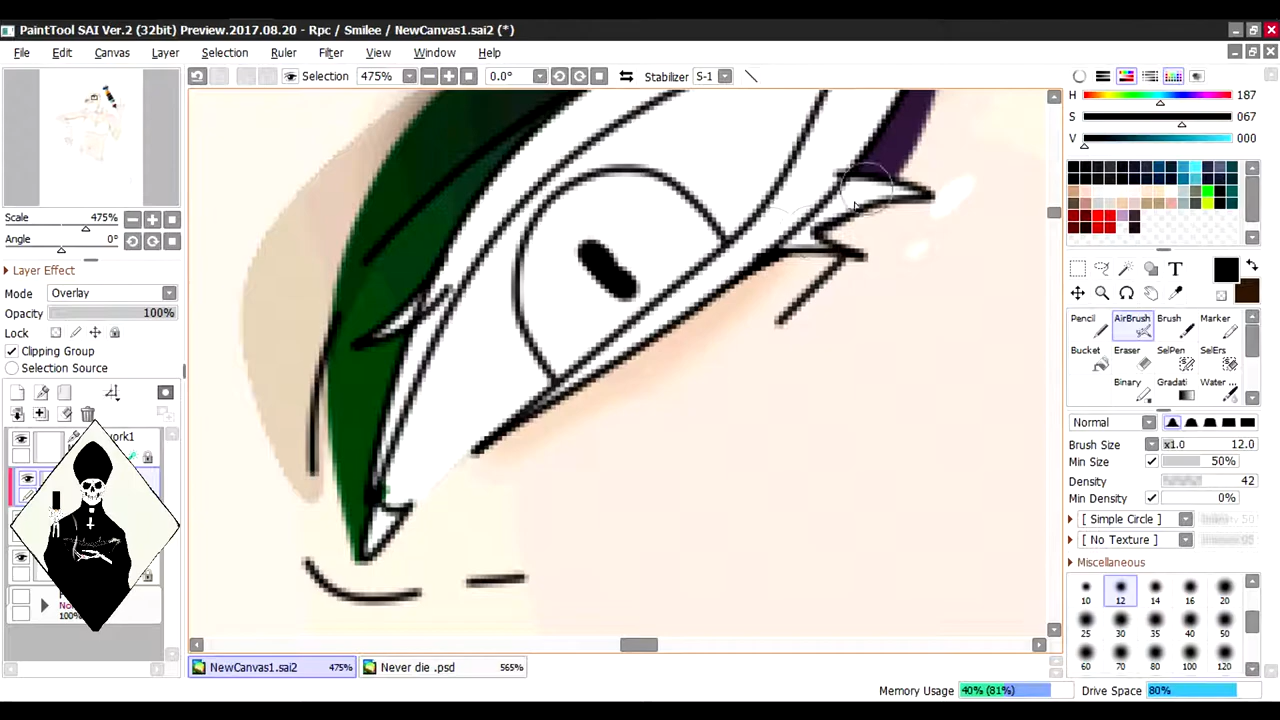 PaintTool SAI Ver.2 (32bit) Preview.2017.08.20 - Rpc / Smilee / NewCanvas1.sai2 (*)
File Edit Canvas Layer Selection Ruler Filter View Window Help
Selection 475% 0.0° Stabilizer S-1
H 187
S 067
V 000
Scale 475%
Angle 0°
Layer Effect
Mode Overlay
Opacity 100%
Lock
Clipping Group
Selection Source
100%
Pencil AirBrush Brush Marker
Bucket Eraser SelPen SelErs
Binary Gradati Water ...
Normal
Brush Size x1.0 12.0
Min Size 50%
Density 42
Min Density 0%
[ Simple Circle ]
[ No Texture ]
Miscellaneous
10 12 14 16 20
25 30 35 40 50
60 70 80 100 120
NewCanvas1.sai2 475% Never die .psd 565%
Memory Usage 40% (81%) Drive Space 80%